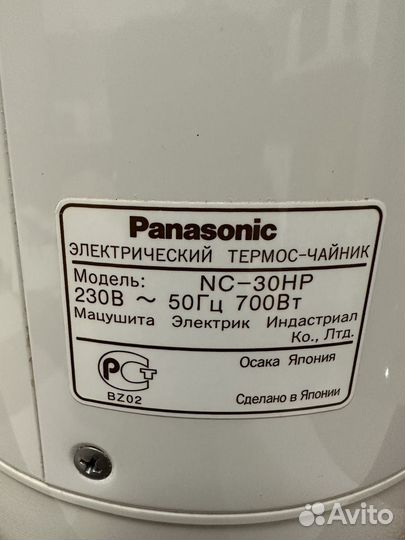 Panasonic
ЭЛЕКТРИЧЕСКИЙ ТЕРМОС-ЧАЙНИК
Модель: NC-30HP
230В ~ 50Гц 700Вт
Мацушита Электрик Индастриал
Ко., Лтд.
Осака Япония
РСТ
BZ02
Сделано в Японии
Avito